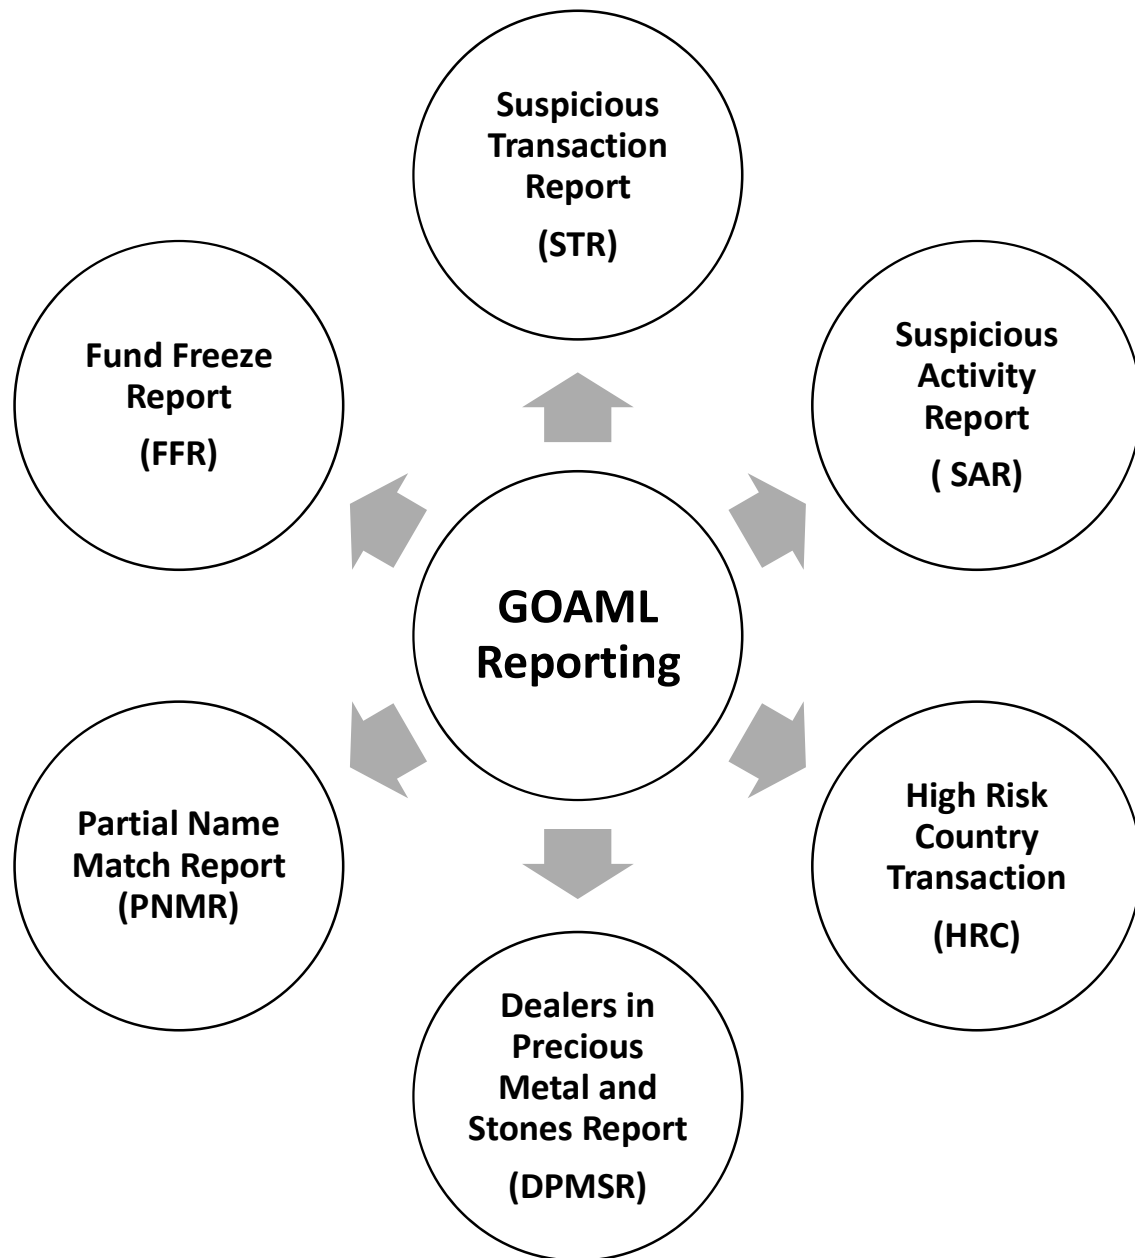 Suspicious
Transaction
Report
(STR)
Fund Freeze
Report
(FFR)
Suspicious
Activity
Report
( SAR)
GOAML
Reporting
Partial Name
Match Report
(PNMR)
High Risk
Country
Transaction
(HRC)
Dealers in
Precious
Metal and
Stones Report
(DPMSR)